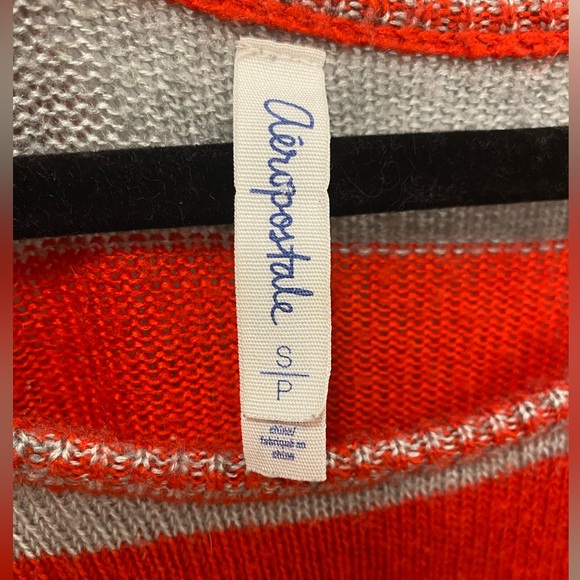 aéropostale S/P
china/
fabriqué en
chine